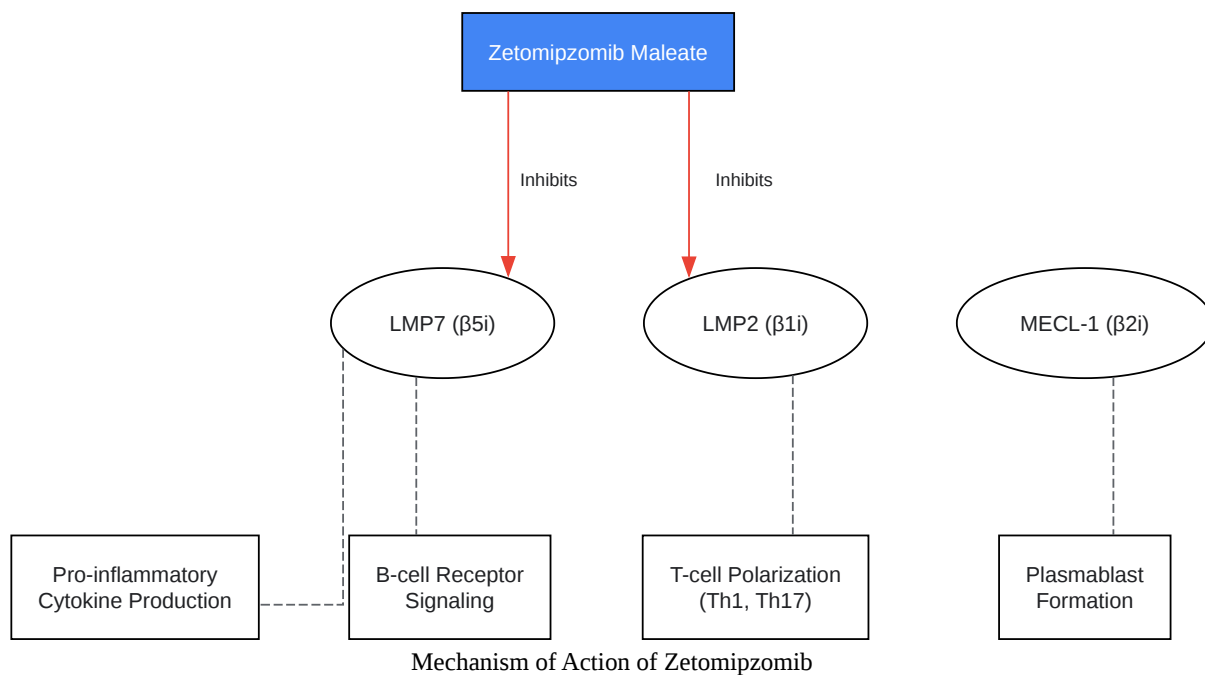 Zetomipzomib Maleate
Inhibits
Inhibits
LMP7 (β5i)
LMP2 (β1i)
MECL-1 (β2i)
Pro-inflammatory
Cytokine Production
B-cell Receptor
Signaling
T-cell Polarization
(Th1, Th17)
Plasmablast
Formation
Mechanism of Action of Zetomipzomib